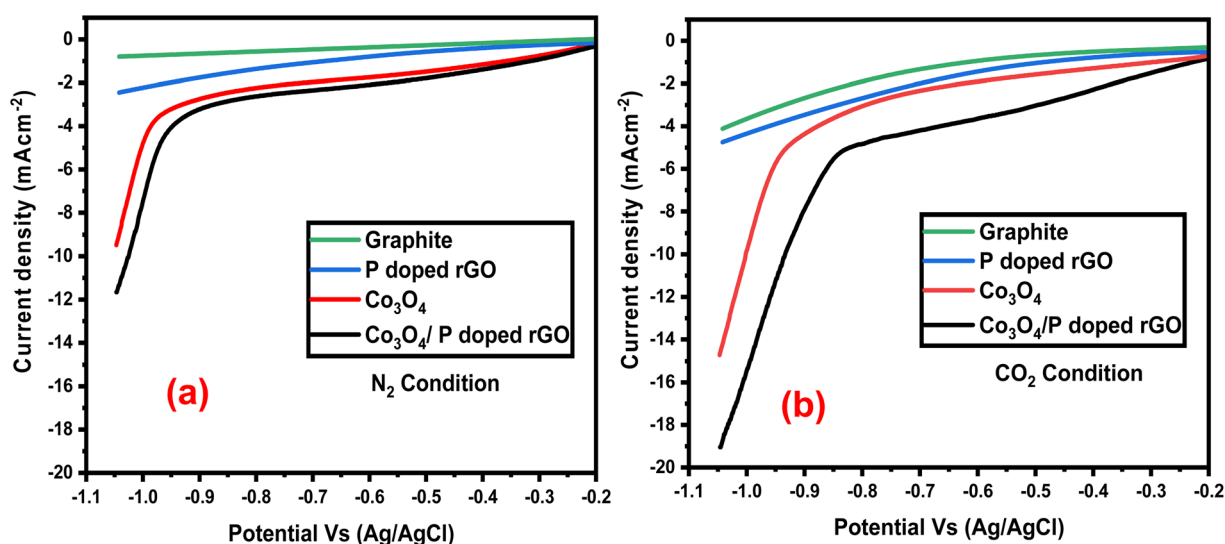 Current density (mAcm⁻²)
0
-2
-4
-6
-8
-10
-12
-14
-16
-18
-20
Graphite
P doped rGO
Co₃O₄
Co₃O₄/ P doped rGO
N₂ Condition
(a)
-1.1 -1.0 -0.9 -0.8 -0.7 -0.6 -0.5 -0.4 -0.3 -0.2
Potential Vs (Ag/AgCl)
Current density (mAcm⁻²)
0
-2
-4
-6
-8
-10
-12
-14
-16
-18
-20
Graphite
P doped rGO
Co₃O₄
Co₃O₄/P doped rGO
CO₂ Condition
(b)
-1.1 -1.0 -0.9 -0.8 -0.7 -0.6 -0.5 -0.4 -0.3 -0.2
Potential Vs (Ag/AgCl)